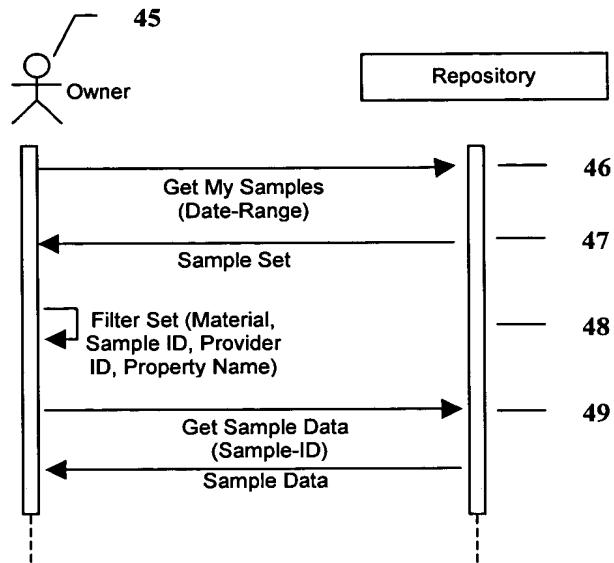 45
Owner
Repository
46
Get My Samples
(Date-Range)
47
Sample Set
48
Filter Set (Material,
Sample ID, Provider
ID, Property Name)
49
Get Sample Data
(Sample-ID)
Sample Data